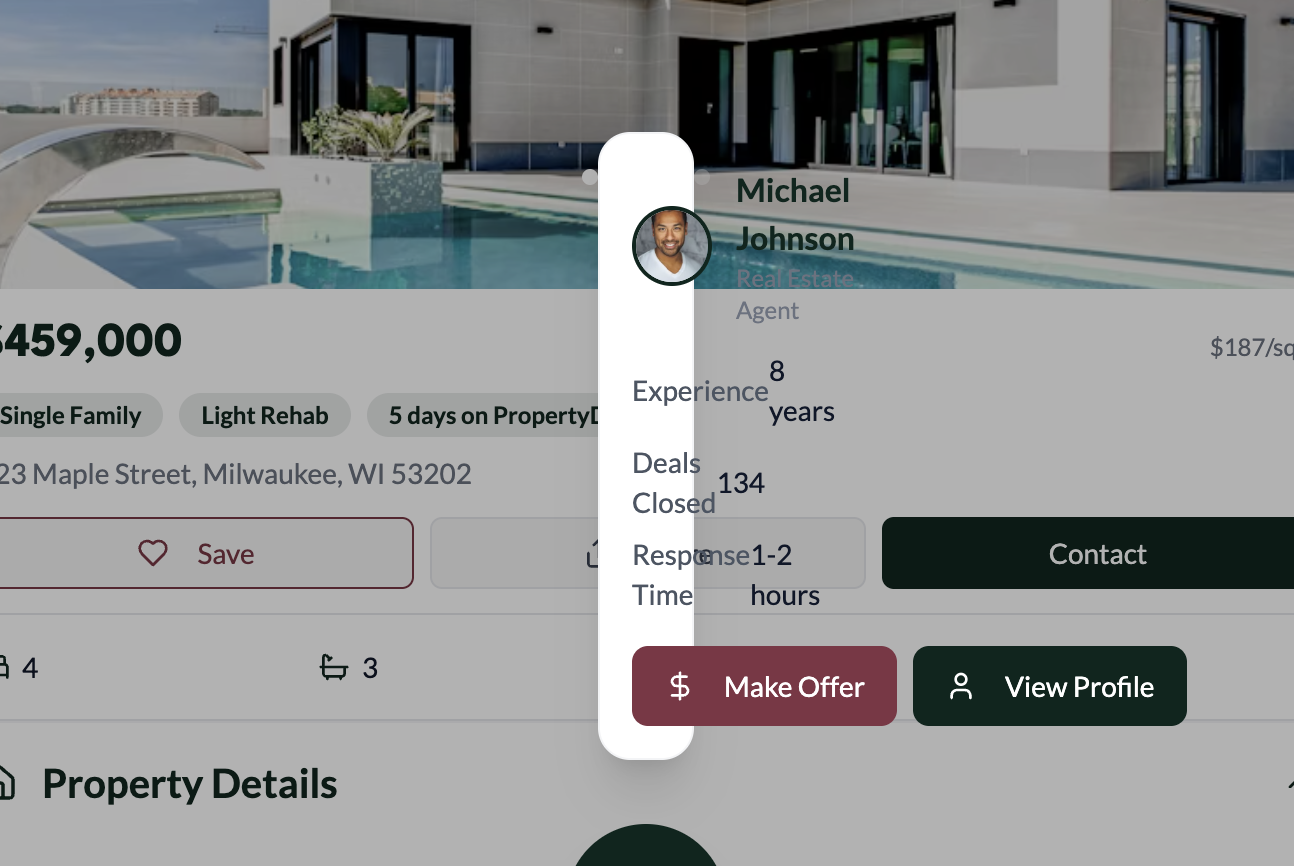 Michael
Johnson
Real Estate
Agent
$459,000
$187/sq
Single Family
Light Rehab
5 days on PropertyD
23 Maple Street, Milwaukee, WI 53202
Experience
8
years
Deals
Closed
134
Response
Time
1-2
hours
Save
Contact
4
3
Make Offer
View Profile
Property Details